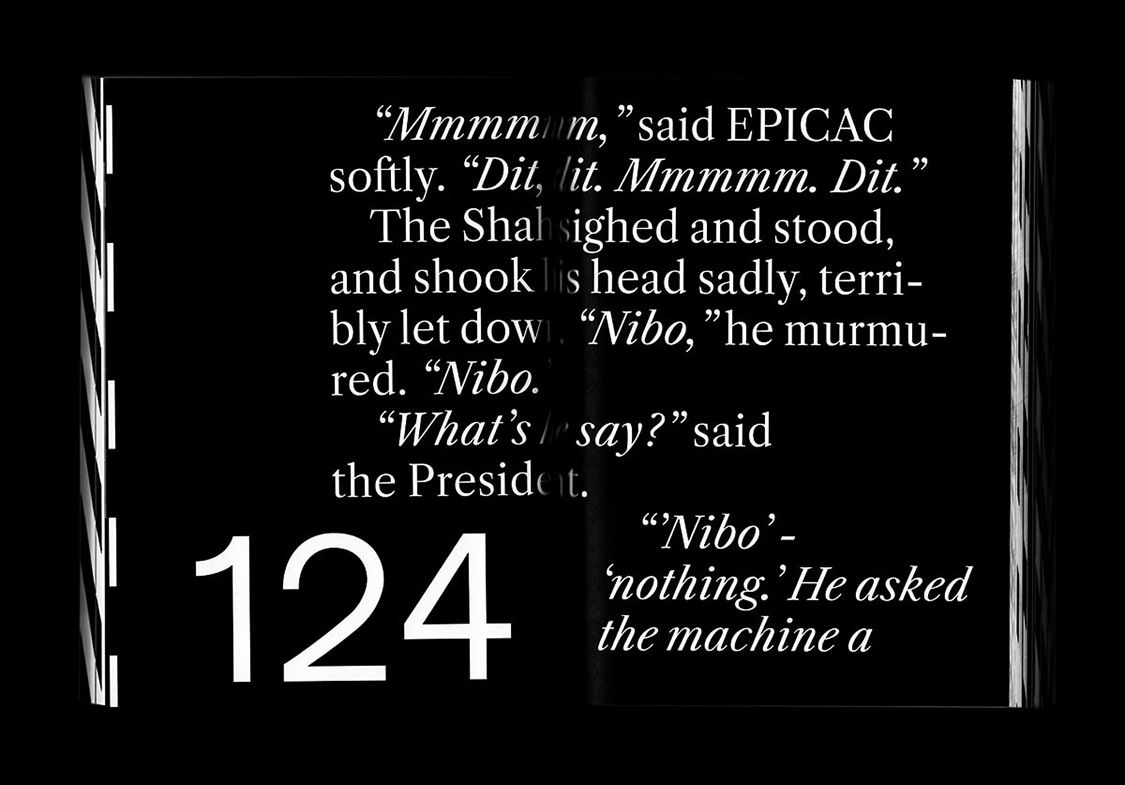 “Mmmmmm,” said EPICAC
softly. “Dit, dit. Mmmmm. Dit.”
The Shah sighed and stood,
and shook his head sadly, terri-
bly let down. “Nibo,” he murmu-
red. “Nibo.”
“What’s he say?” said
the President.
“’Nibo’ -
‘nothing.’ He asked
the machine a
124